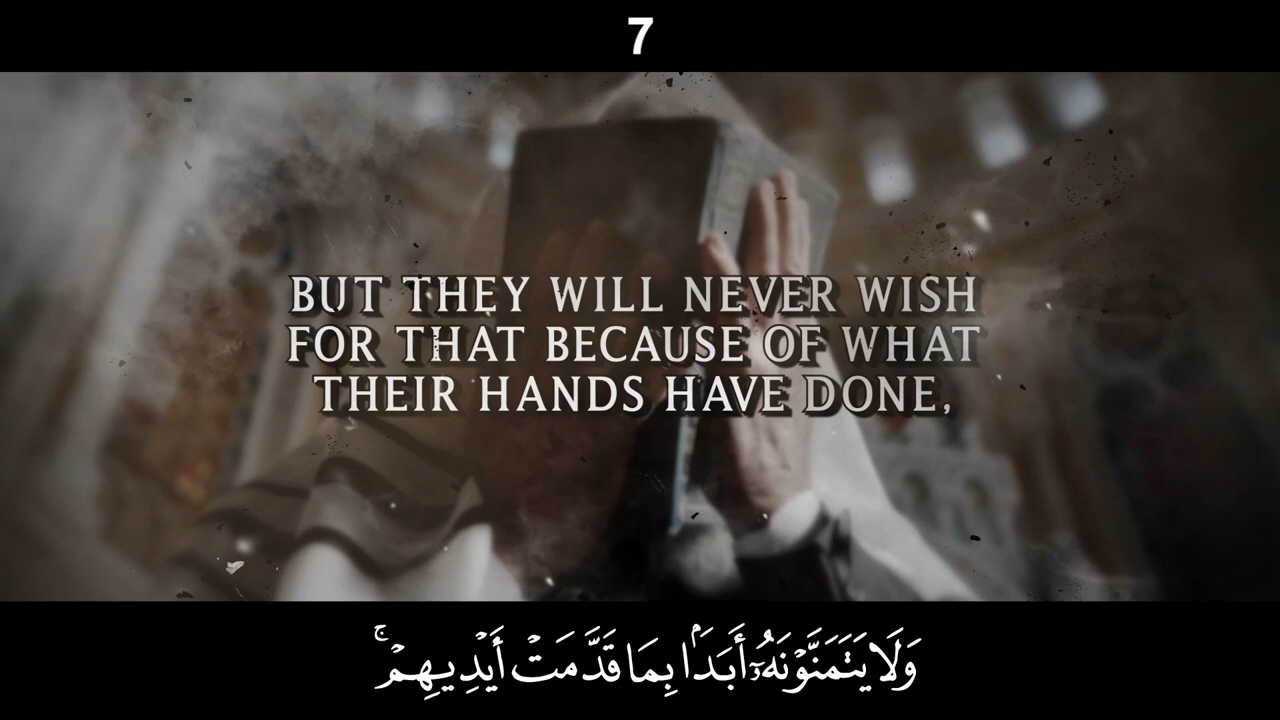 7
BUT THEY WILL NEVER WISH
FOR THAT BECAUSE OF WHAT
THEIR HANDS HAVE DONE,
وَلَا يَتَمَنَّوْنَهُۥٓ أَبَدَۢا بِمَا قَدَّمَتْ أَيْدِيهِمْ ۚ